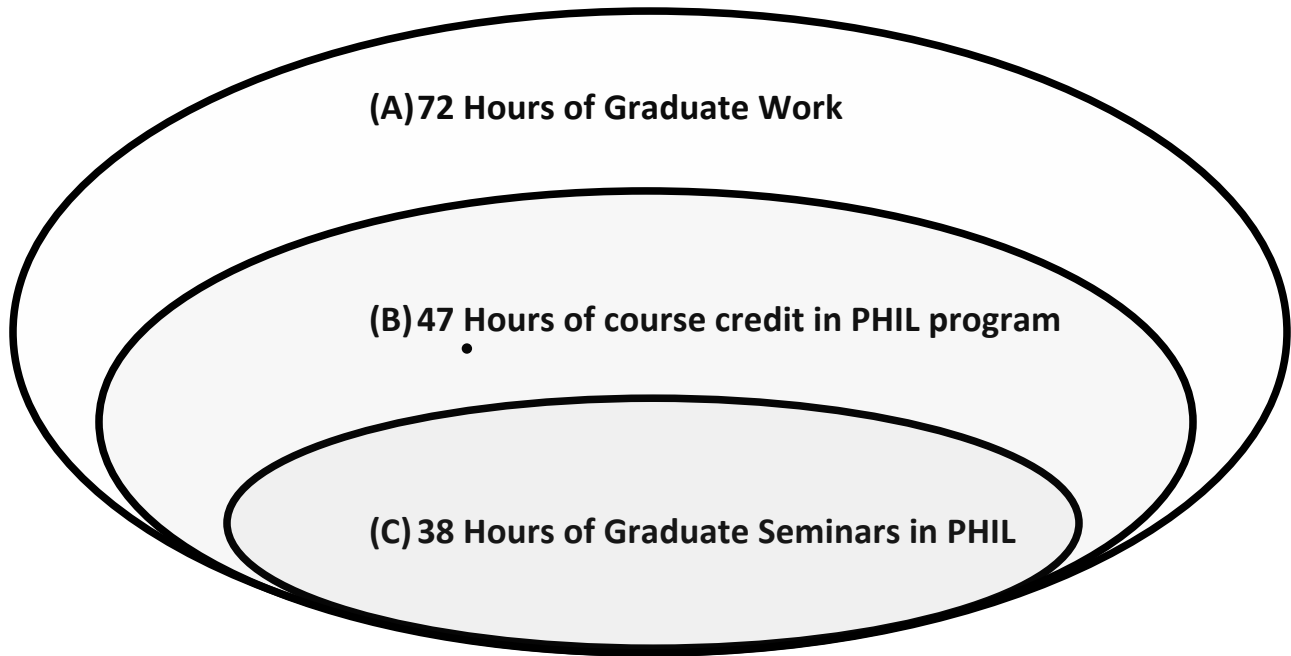 (A) 72 Hours of Graduate Work
(B) 47 Hours of course credit in PHIL program
•
(C) 38 Hours of Graduate Seminars in PHIL